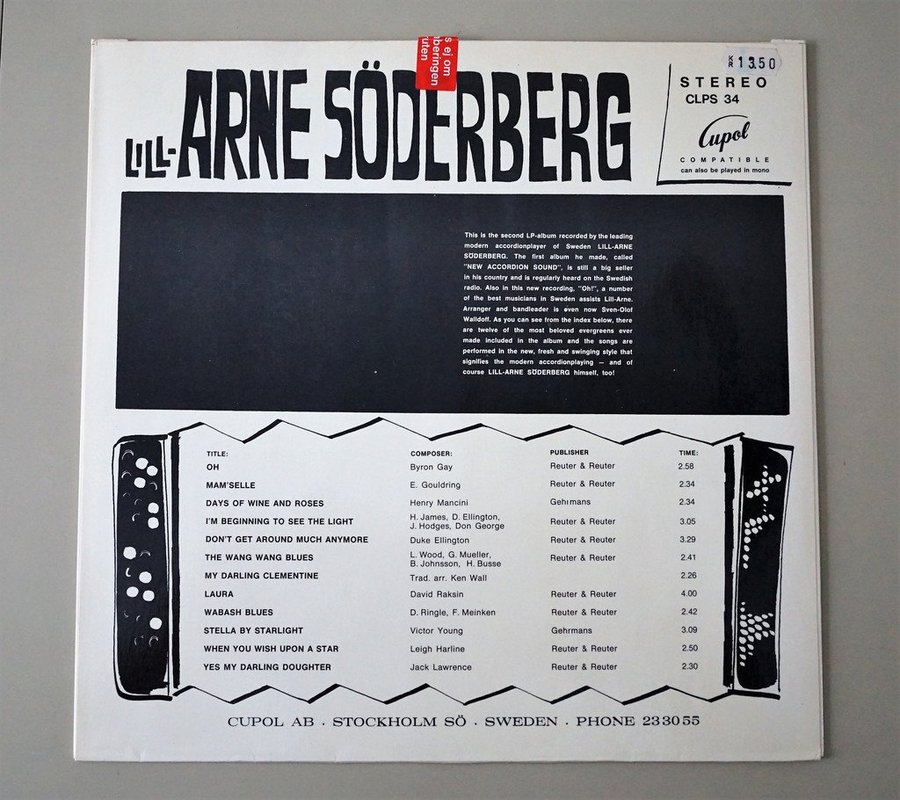 s ej om
oberingen
ruten
KR 13.50
LILL-ARNE SÖDERBERG
STEREO
CLPS 34
Cupol
COMPATIBLE
can also be played in mono
This is the second LP-album recorded by the leading
modern accordionplayer of Sweden LILL-ARNE
SÖDERBERG. The first album he made, called
"NEW ACCORDION SOUND", is still a big seller
in his country and is regularly heard on the Swedish
radio. Also in this new recording, "Oh!", a number
of the best musicians in Sweden assists Lill-Arne.
Arranger and bandleader is even now Sven-Olof
Walldoff. As you can see from the index below, there
are twelve of the most beloved evergreens ever
made included in the album and the songs are
performed in the new, fresh and swinging style that
signifies the modern accordionplaying — and of
course LILL-ARNE SÖDERBERG himself, too!
TITLE: COMPOSER: PUBLISHER TIME:
OH Byron Gay Reuter & Reuter 2.58
MAM'SELLE E. Gouldring Reuter & Reuter 2.34
DAYS OF WINE AND ROSES Henry Mancini Gehrmans 2.34
I'M BEGINNING TO SEE THE LIGHT H. James, D. Ellington,
J. Hodges, Don George Reuter & Reuter 3.05
DON'T GET AROUND MUCH ANYMORE Duke Ellington Reuter & Reuter 3.29
THE WANG WANG BLUES L. Wood, G. Mueller,
B. Johnsson, H. Busse Reuter & Reuter 2.41
MY DARLING CLEMENTINE Trad. arr. Ken Wall 2.26
LAURA David Raksin Reuter & Reuter 4.00
WABASH BLUES D. Ringle, F. Meinken Reuter & Reuter 2.42
STELLA BY STARLIGHT Victor Young Gehrmans 3.09
WHEN YOU WISH UPON A STAR Leigh Harline Reuter & Reuter 2.50
YES MY DARLING DOUGHTER Jack Lawrence Reuter & Reuter 2.30
CUPOL AB . STOCKHOLM SÖ . SWEDEN . PHONE 233055